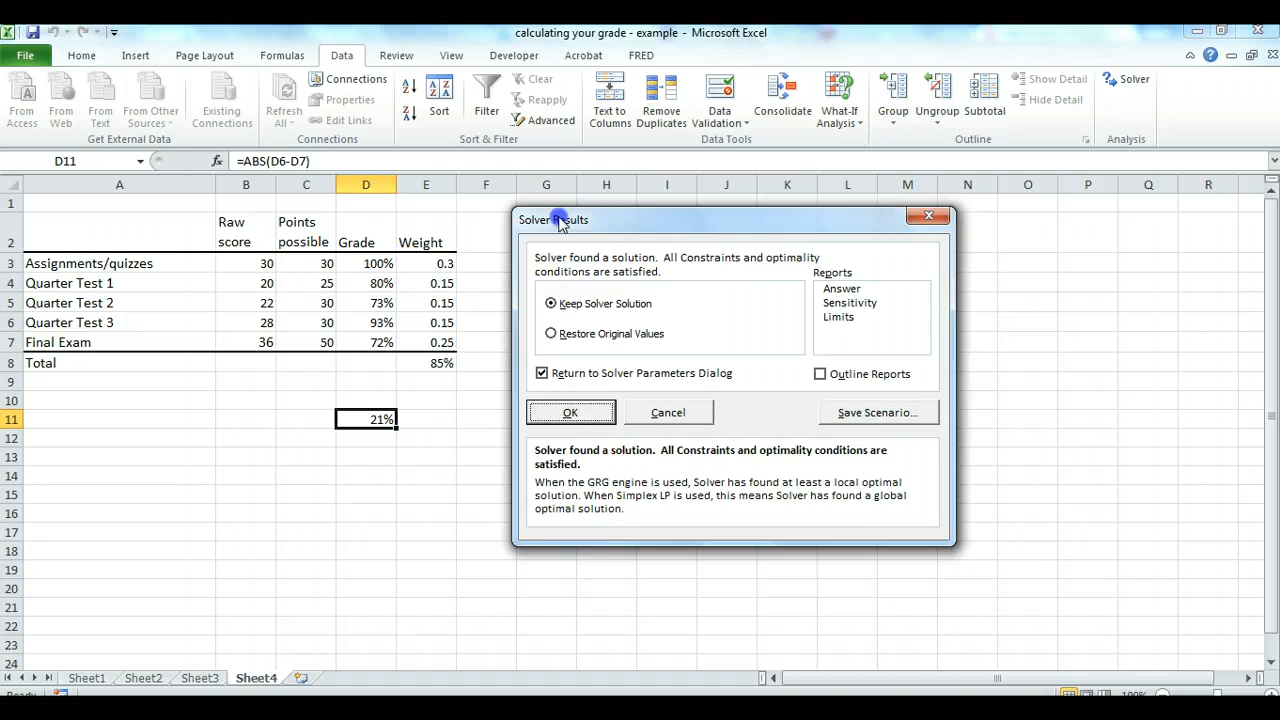 calculating your grade - example - Microsoft Excel
File Home Insert Page Layout Formulas Data Review View Developer Acrobat FRED
From Access
From Web
From Text
From Other Sources
Existing Connections
Get External Data
Refresh All
Connections
Properties
Edit Links
Connections
Sort
Filter
Clear
Reapply
Advanced
Sort & Filter
Text to Columns
Remove Duplicates
Data Validation
Consolidate
What-If Analysis
Data Tools
Group
Ungroup
Subtotal
Show Detail
Hide Detail
Outline
Solver
Analysis
D11 fx =ABS(D6-D7)
A B C D E F G H I J K L M N O P Q R
1
2 Raw score Points possible Grade Weight
3 Assignments/quizzes 30 30 100% 0.3
4 Quarter Test 1 20 25 80% 0.15
5 Quarter Test 2 22 30 73% 0.15
6 Quarter Test 3 28 30 93% 0.15
7 Final Exam 36 50 72% 0.25
8 Total 85%
9
10
11 21%
12
13
14
15
16
17
18
19
20
21
22
23
24
Solver Results
Solver found a solution. All Constraints and optimality
conditions are satisfied.
Keep Solver Solution
Restore Original Values
Reports
Answer
Sensitivity
Limits
Return to Solver Parameters Dialog
Outline Reports
OK
Cancel
Save Scenario...
Solver found a solution. All Constraints and optimality conditions are
satisfied.
When the GRG engine is used, Solver has found at least a local optimal
solution. When Simplex LP is used, this means Solver has found a global
optimal solution.
Sheet1 Sheet2 Sheet3 Sheet4
Ready 100%